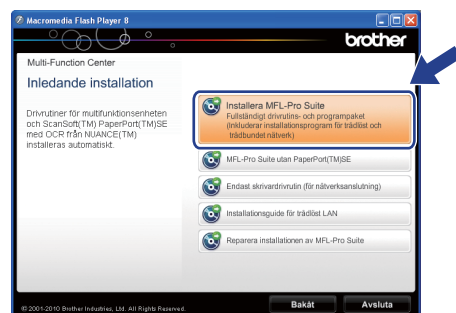 Macromedia Flash Player 8
brother
Multi-Function Center
Inledande installation
Drivrutiner för multifunktionsenheten
och ScanSoft(TM) PaperPort(TM)SE
med OCR från NUANCE(TM)
installeras automatiskt.
Installera MFL-Pro Suite
Fullständigt drivrutins- och programpaket
(Inkluderar installationsprogram för trådlöst och
trådbundet nätverk)
MFL-Pro Suite utan PaperPort(TM)SE
Endast skrivardrivrutin (för nätverksanslutning)
Installationsguide för trådlöst LAN
Reparera installationen av MFL-Pro Suite
© 2001-2010 Brother Industries, Ltd. All Rights Reserved.
Bakåt
Avsluta